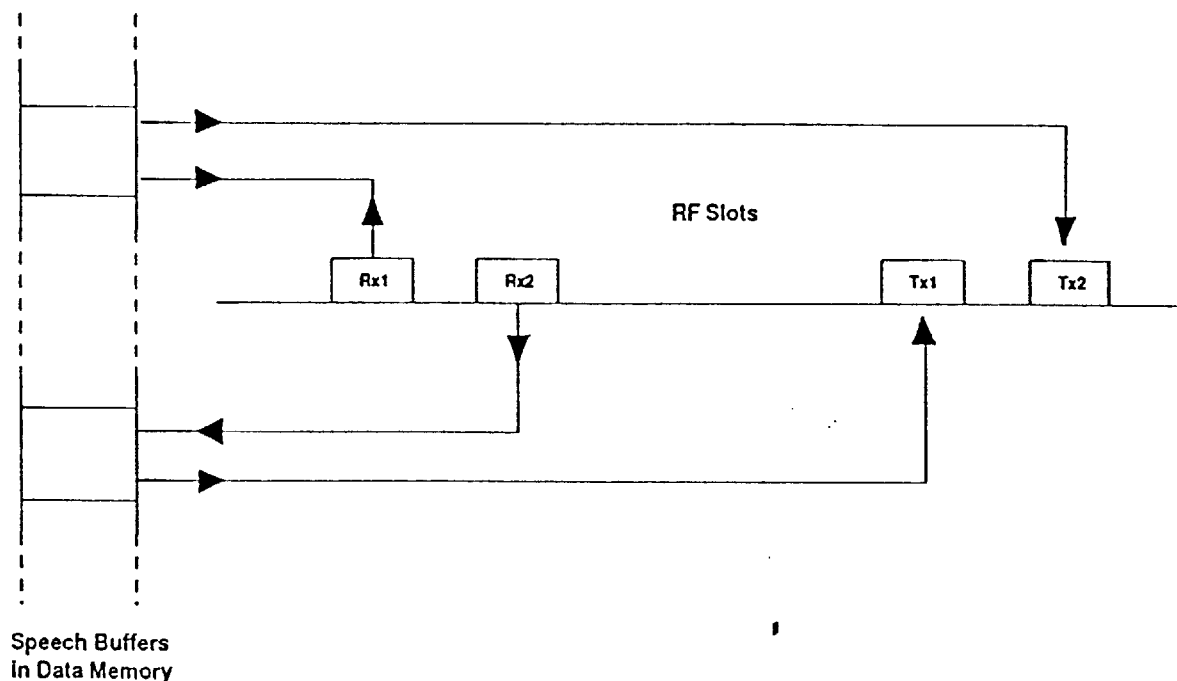 RF Slots
Rx1
Rx2
Tx1
Tx2
Speech Buffers
in Data Memory